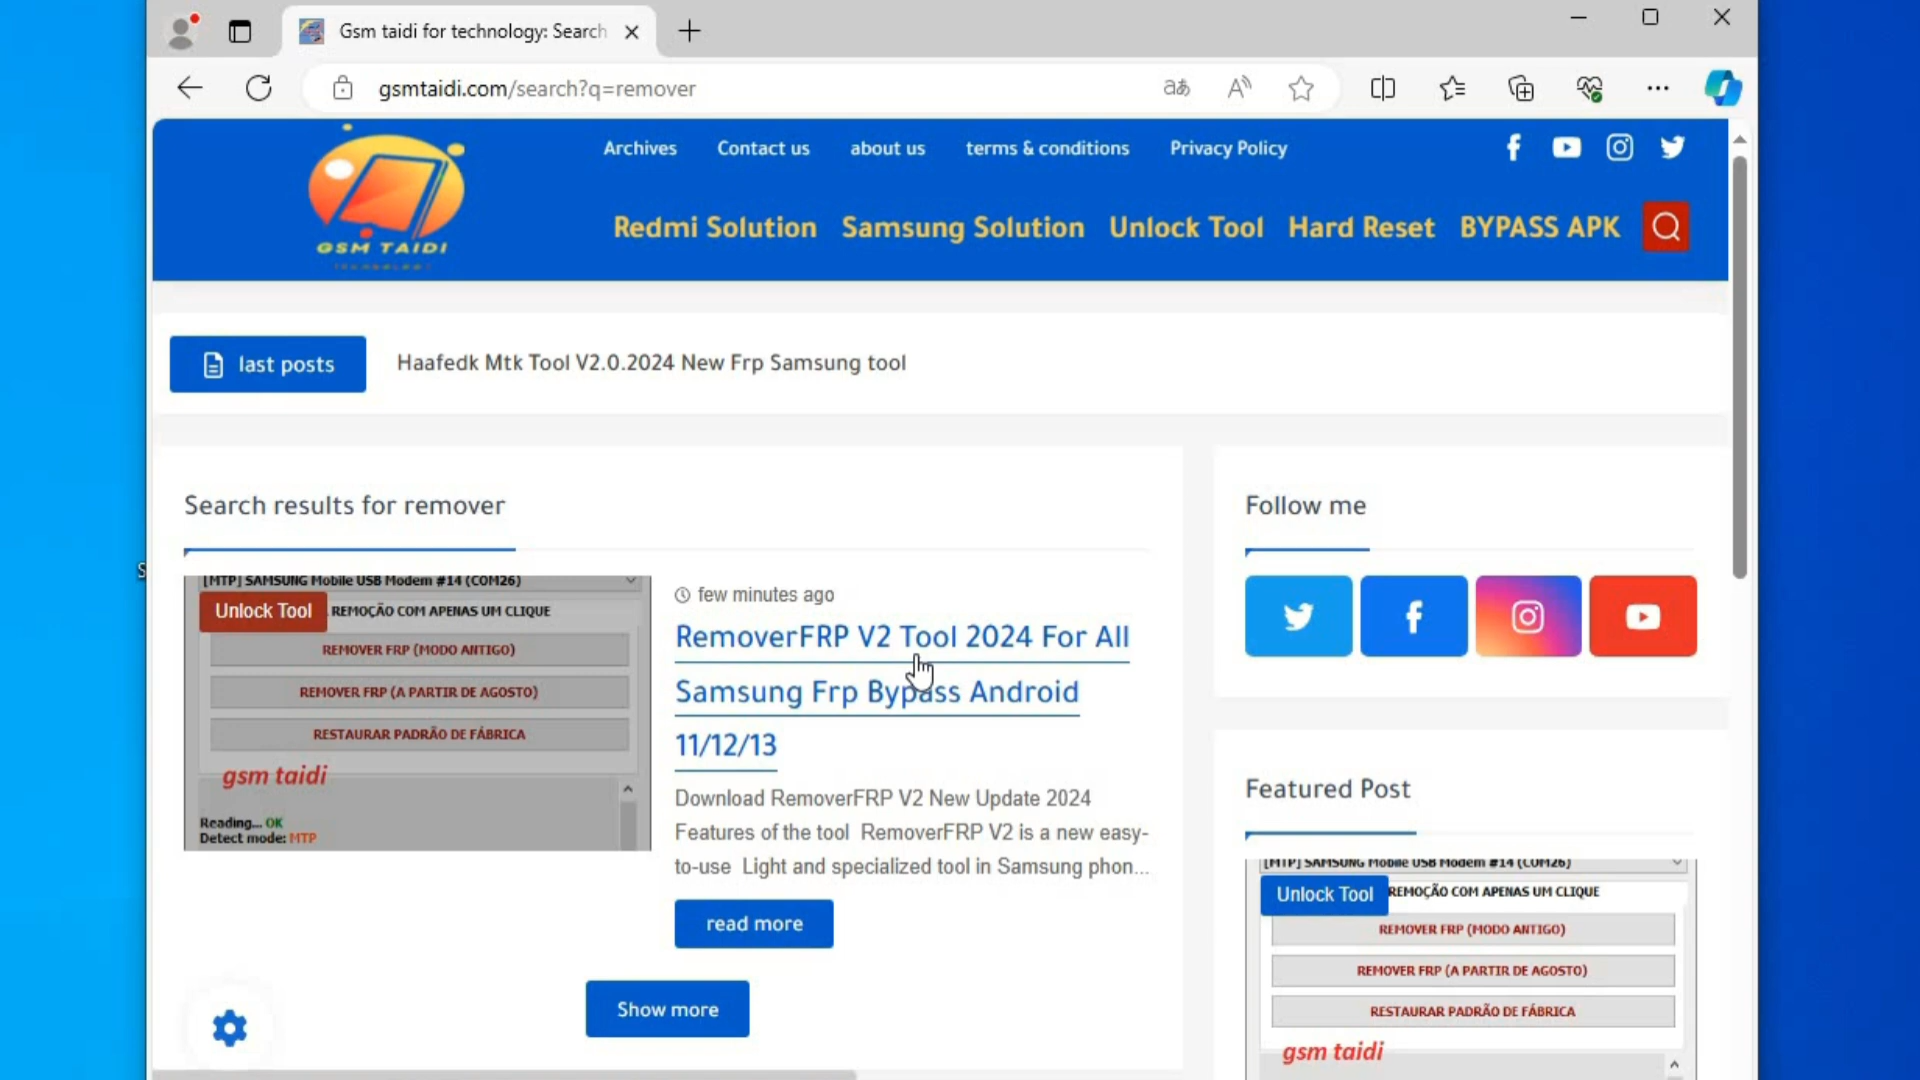 Gsm taidi for technology: Search
gsmtaidi.com/search?q=remover
Archives
Contact us
about us
terms & conditions
Privacy Policy
GSM TAIDI
Redmi Solution
Samsung Solution
Unlock Tool
Hard Reset
BYPASS APK
last posts
Haafedk Mtk Tool V2.0.2024 New Frp Samsung tool
Search results for remover
[MTP] SAMSUNG Mobile USB Modem #14 (COM26)
Unlock Tool
REMOÇÃO COM APENAS UM CLIQUE
REMOVER FRP (MODO ANTIGO)
REMOVER FRP (A PARTIR DE AGOSTO)
RESTAURAR PADRÃO DE FÁBRICA
gsm taidi
Reading... OK
Detect mode: MTP
few minutes ago
RemoverFRP V2 Tool 2024 For All
Samsung Frp Bypass Android
11/12/13
Download RemoverFRP V2 New Update 2024
Features of the tool RemoverFRP V2 is a new easy-
to-use Light and specialized tool in Samsung phon...
read more
Show more
Follow me
Featured Post
[MTP] SAMSUNG Mobile USB Modem #14 (COM26)
Unlock Tool
REMOÇÃO COM APENAS UM CLIQUE
REMOVER FRP (MODO ANTIGO)
REMOVER FRP (A PARTIR DE AGOSTO)
RESTAURAR PADRÃO DE FÁBRICA
gsm taidi